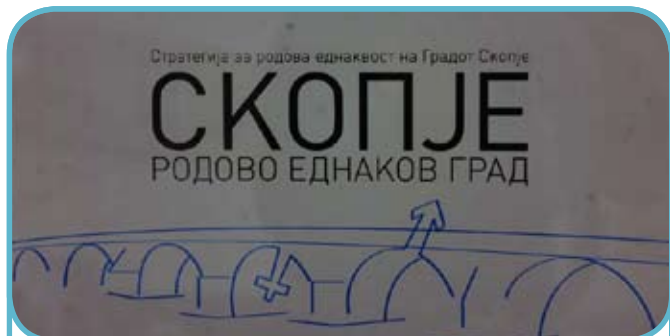 Стратегија за родова еднаквост на Градот Скопје
СКОПЈЕ
РОДОВО ЕДНАКОВ ГРАД